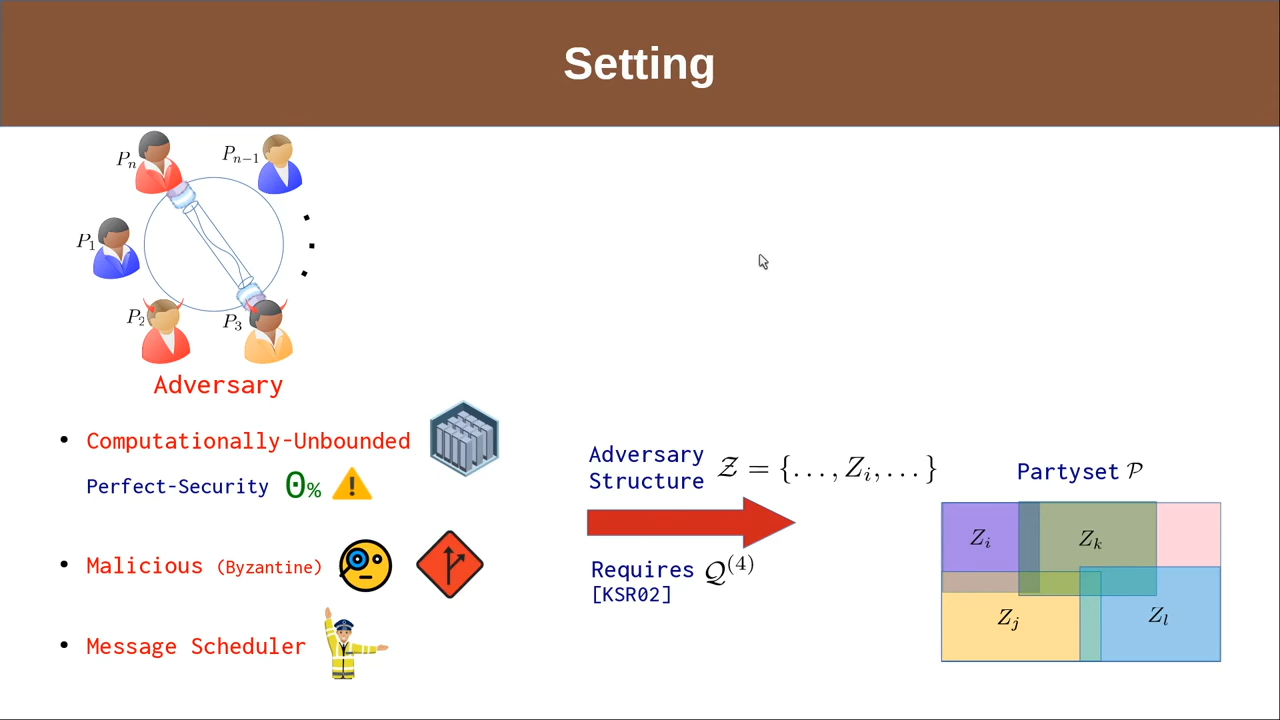 Setting
Pₙ
Pₙ₋₁
P₁
P₂
P₃
Adversary
• Computationally-Unbounded
Perfect-Security 0%
• Malicious (Byzantine)
• Message Scheduler
Adversary
Structure 𝒵 = {..., Zᵢ, ...}
Requires 𝒬⁽⁴⁾
[KSR02]
Partyset 𝒫
Zᵢ
Zₖ
Zⱼ
Zₗ